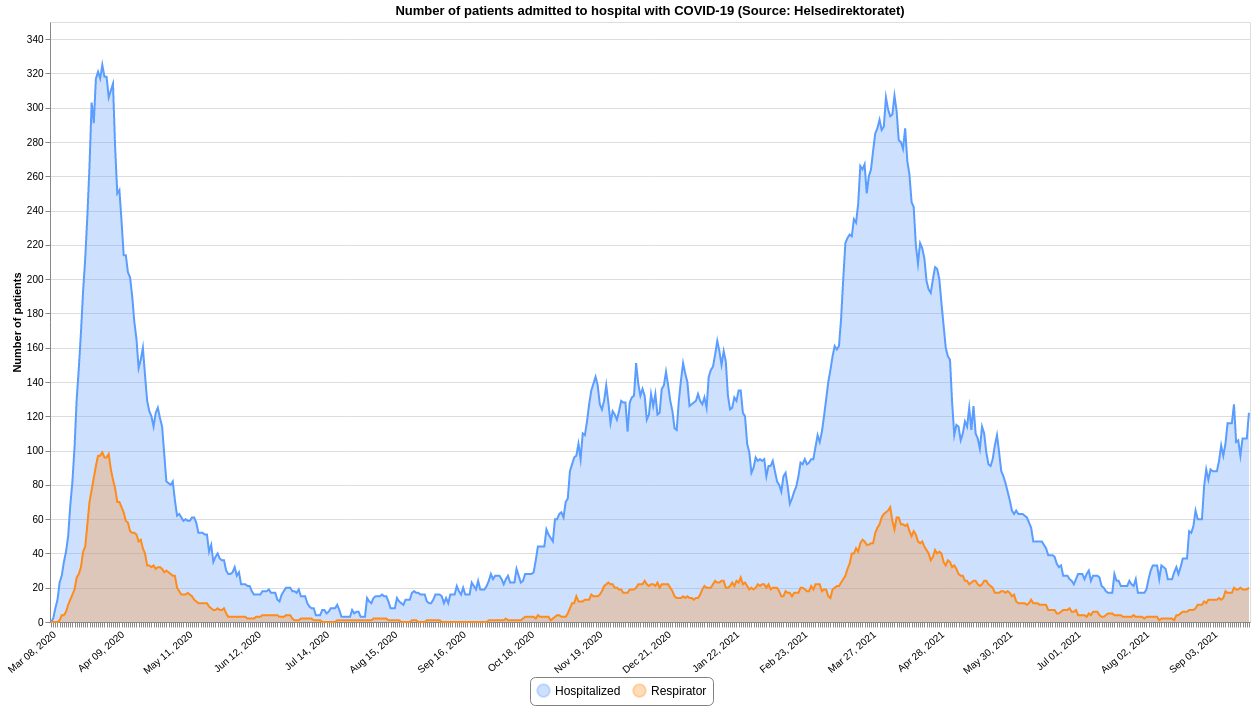 Number of patients admitted to hospital with COVID-19 (Source: Helsedirektoratet)
Number of patients
340
320
300
280
260
240
220
200
180
160
140
120
100
80
60
40
20
0
Mar 08, 2020
Apr 09, 2020
May 11, 2020
Jun 12, 2020
Jul 14, 2020
Aug 15, 2020
Sep 16, 2020
Oct 18, 2020
Nov 19, 2020
Dec 21, 2020
Jan 22, 2021
Feb 23, 2021
Mar 27, 2021
Apr 28, 2021
May 30, 2021
Jul 01, 2021
Aug 02, 2021
Sep 03, 2021
Hospitalized Respirator